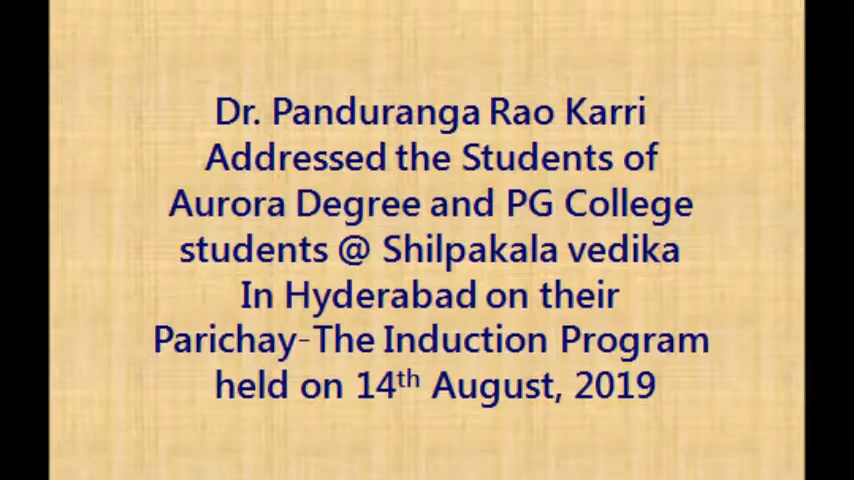 Dr. Panduranga Rao Karri
Addressed the Students of
Aurora Degree and PG College
students @ Shilpakala vedika
In Hyderabad on their
Parichay-The Induction Program
held on 14th August, 2019